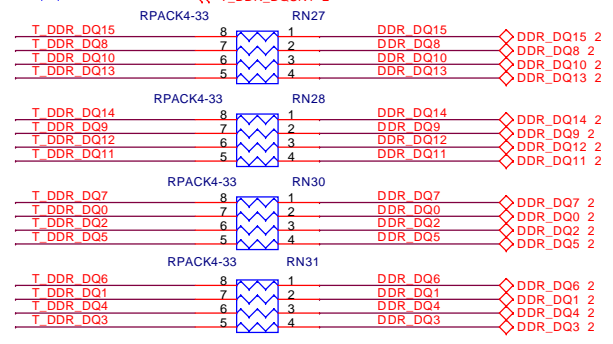 RPACK4-33 RN27
T_DDR_DQ15 8 1 DDR_DQ15 DDR_DQ15 2
T_DDR_DQ8 7 2 DDR_DQ8 DDR_DQ8 2
T_DDR_DQ10 6 3 DDR_DQ10 DDR_DQ10 2
T_DDR_DQ13 5 4 DDR_DQ13 DDR_DQ13 2
RPACK4-33 RN28
T_DDR_DQ14 8 1 DDR_DQ14 DDR_DQ14 2
T_DDR_DQ9 7 2 DDR_DQ9 DDR_DQ9 2
T_DDR_DQ12 6 3 DDR_DQ12 DDR_DQ12 2
T_DDR_DQ11 5 4 DDR_DQ11 DDR_DQ11 2
RPACK4-33 RN30
T_DDR_DQ7 8 1 DDR_DQ7 DDR_DQ7 2
T_DDR_DQ0 7 2 DDR_DQ0 DDR_DQ0 2
T_DDR_DQ2 6 3 DDR_DQ2 DDR_DQ2 2
T_DDR_DQ5 5 4 DDR_DQ5 DDR_DQ5 2
RPACK4-33 RN31
T_DDR_DQ6 8 1 DDR_DQ6 DDR_DQ6 2
T_DDR_DQ1 7 2 DDR_DQ1 DDR_DQ1 2
T_DDR_DQ4 6 3 DDR_DQ4 DDR_DQ4 2
T_DDR_DQ3 5 4 DDR_DQ3 DDR_DQ3 2